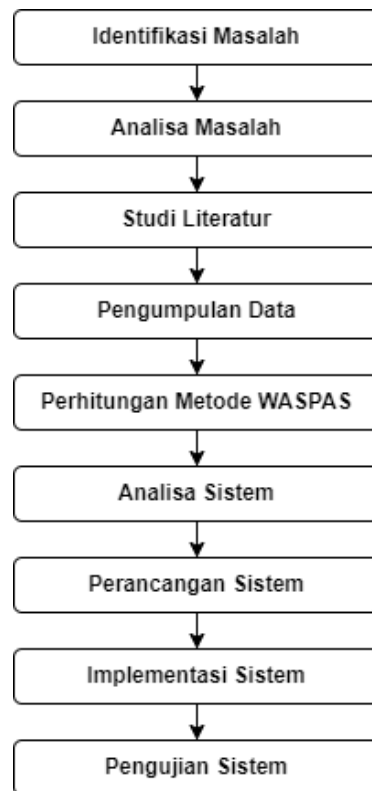 Identifikasi Masalah
Analisa Masalah
Studi Literatur
Pengumpulan Data
Perhitungan Metode WASPAS
Analisa Sistem
Perancangan Sistem
Implementasi Sistem
Pengujian Sistem